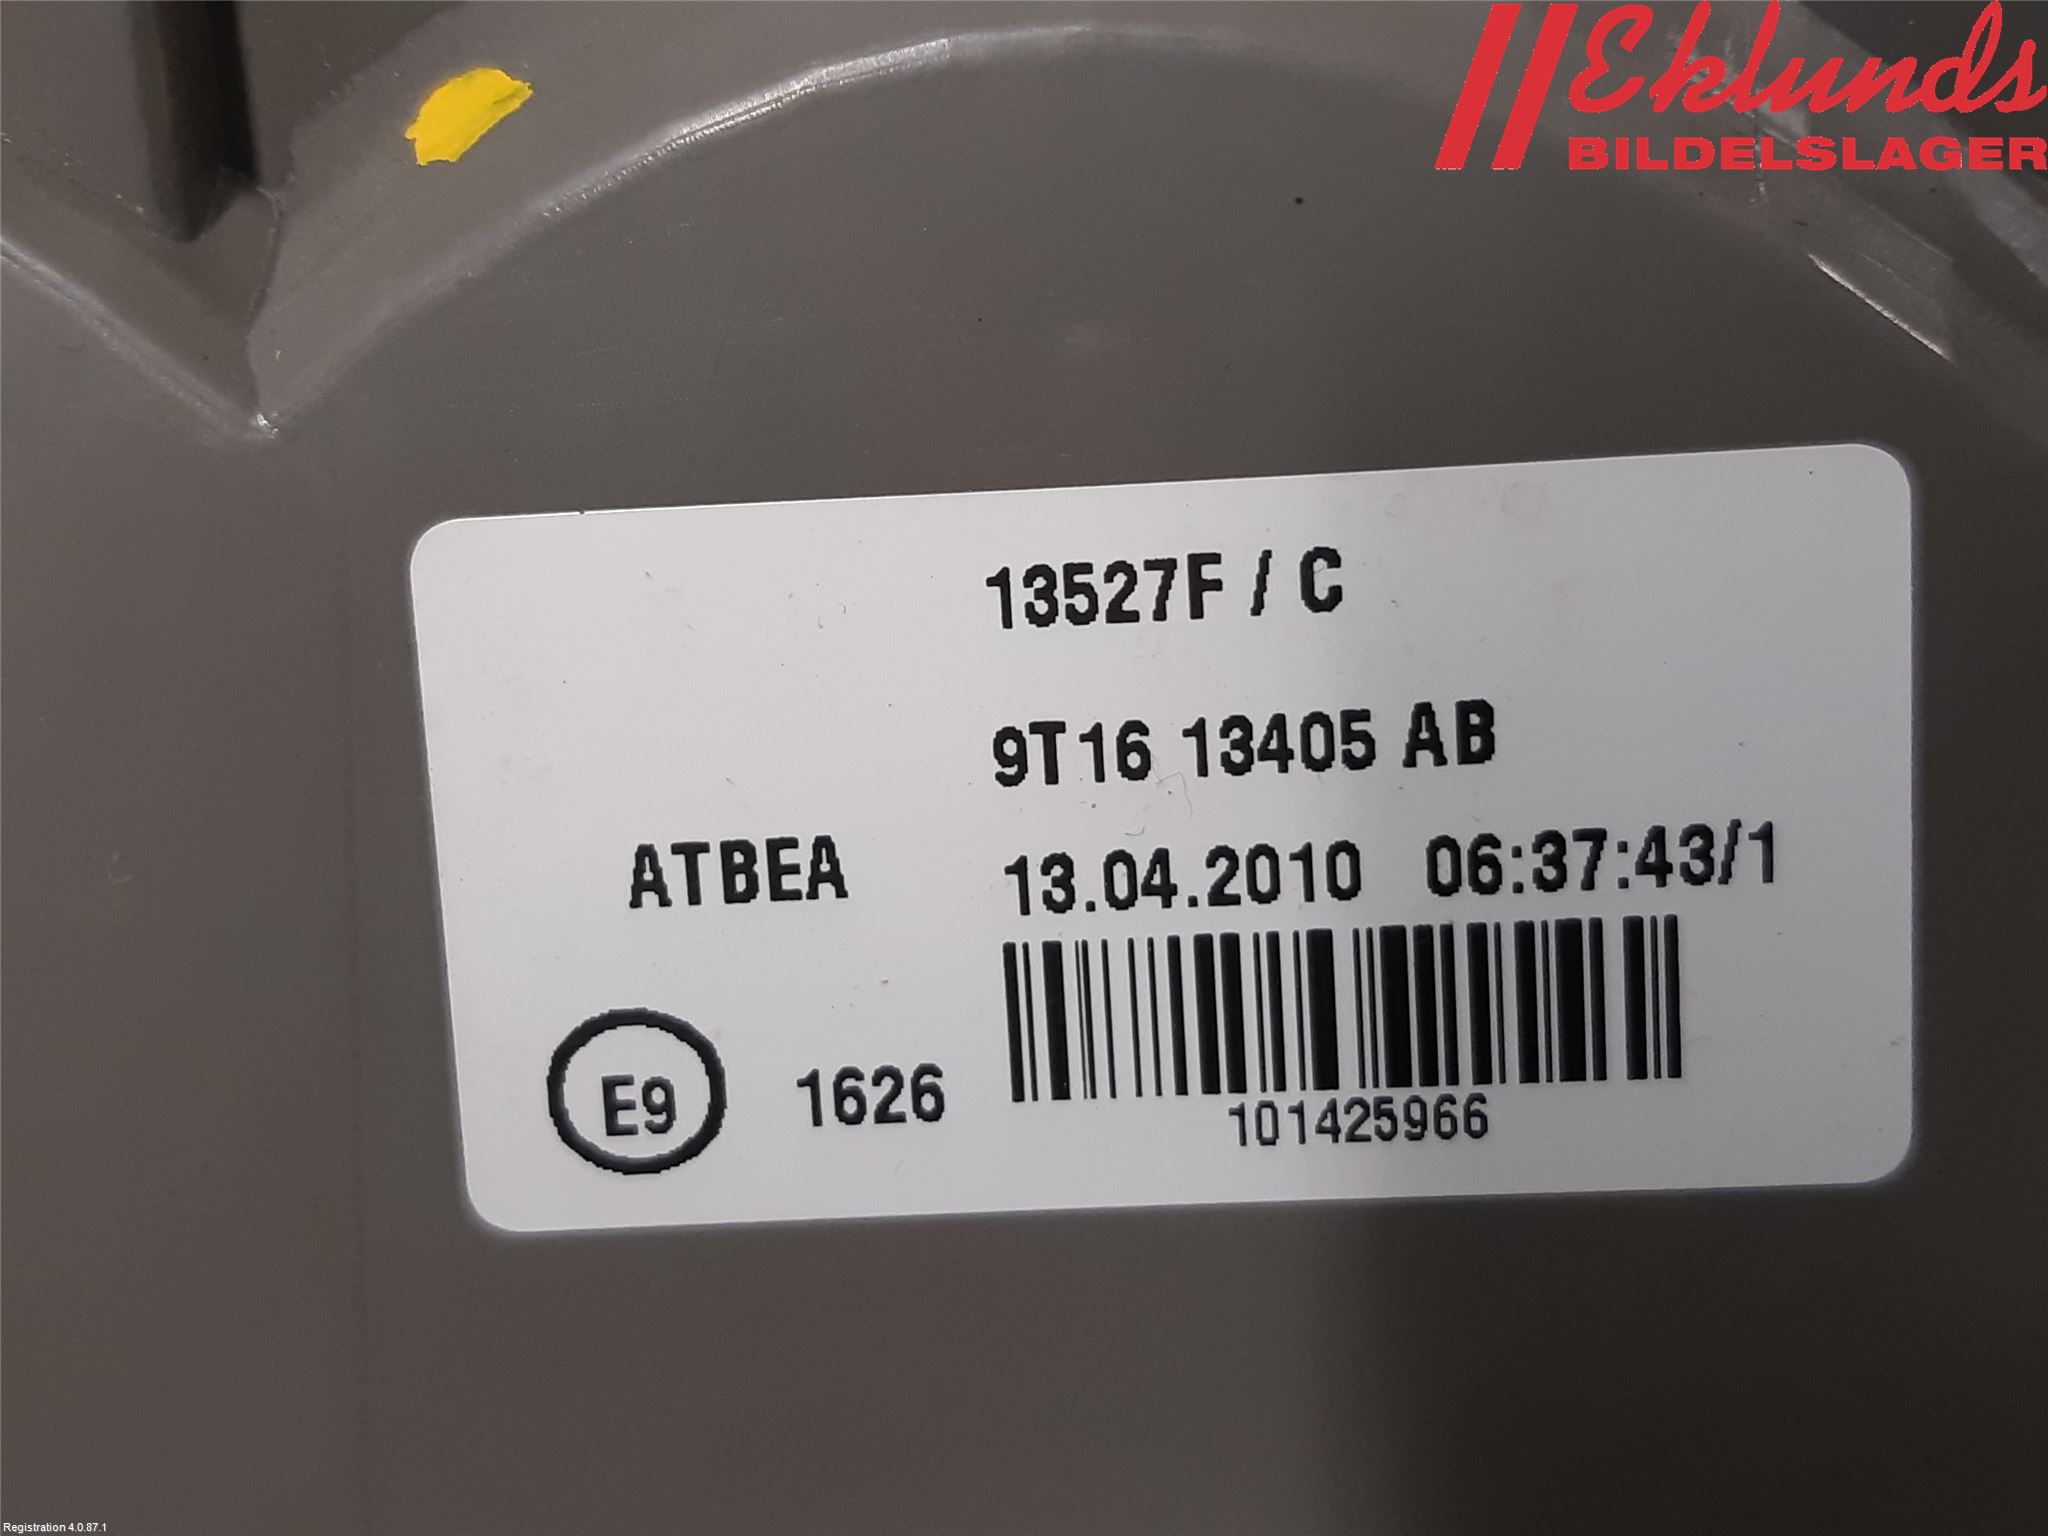 Eklunds
BILDELSLAGER
13527F / C
9T16 13405 AB
ATBEA 13.04.2010 06:37:43/1
E9 1626
101425966
Registration 4.0.87.1